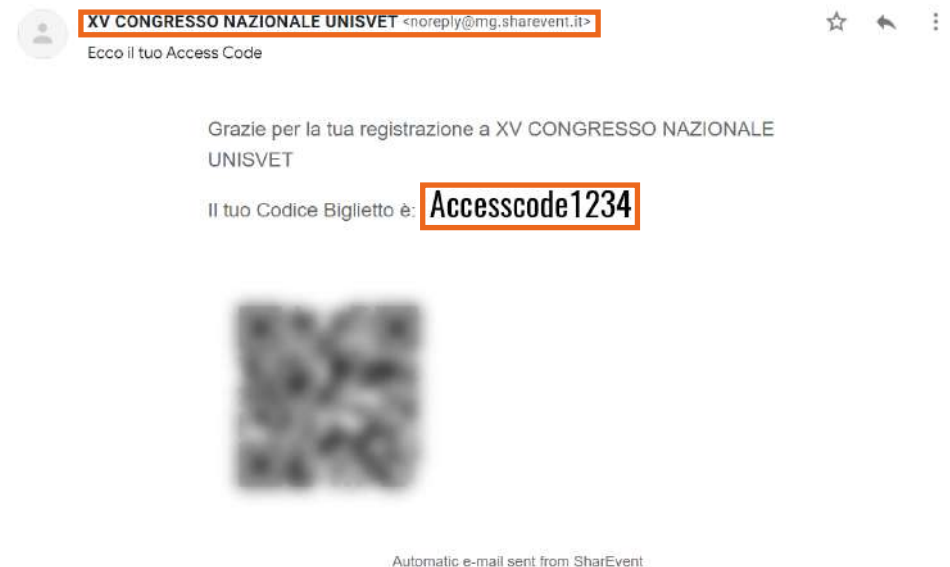 XV CONGRESSO NAZIONALE UNISVET <noreply@mg.sharevent.it>
Ecco il tuo Access Code
Grazie per la tua registrazione a XV CONGRESSO NAZIONALE
UNISVET
Il tuo Codice Biglietto è: Accesscode1234
Automatic e-mail sent from SharEvent